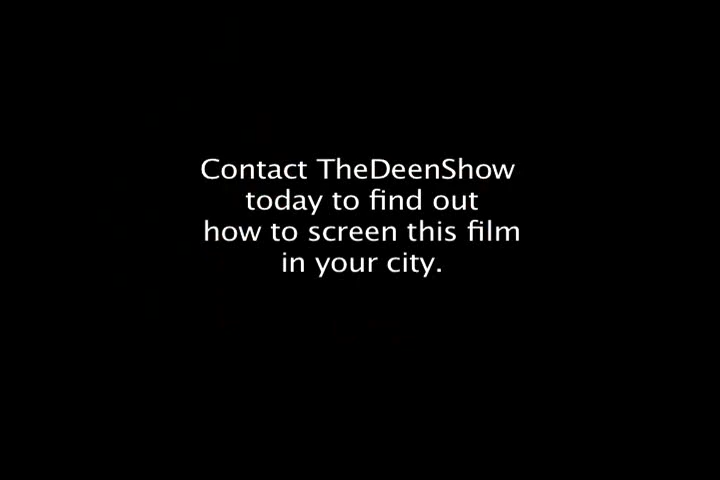 Contact TheDeenShow
today to find out
how to screen this film
in your city.